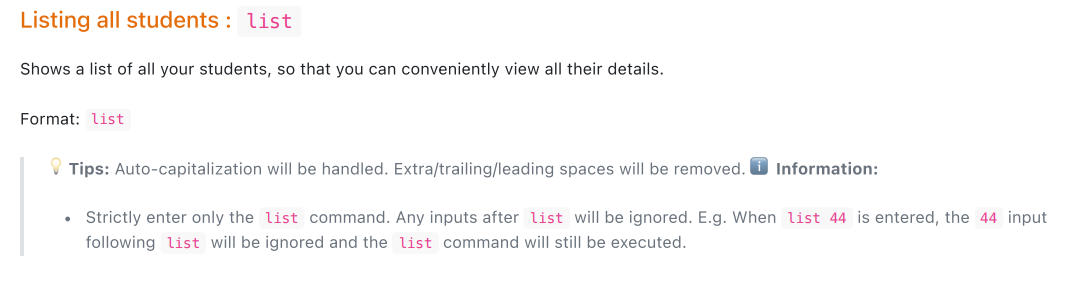 Listing all students : list
Shows a list of all your students, so that you can conveniently view all their details.
Format: list
💡 Tips: Auto-capitalization will be handled. Extra/trailing/leading spaces will be removed. ℹ️ Information:
• Strictly enter only the list command. Any inputs after list will be ignored. E.g. When list 44 is entered, the 44 input
following list will be ignored and the list command will still be executed.